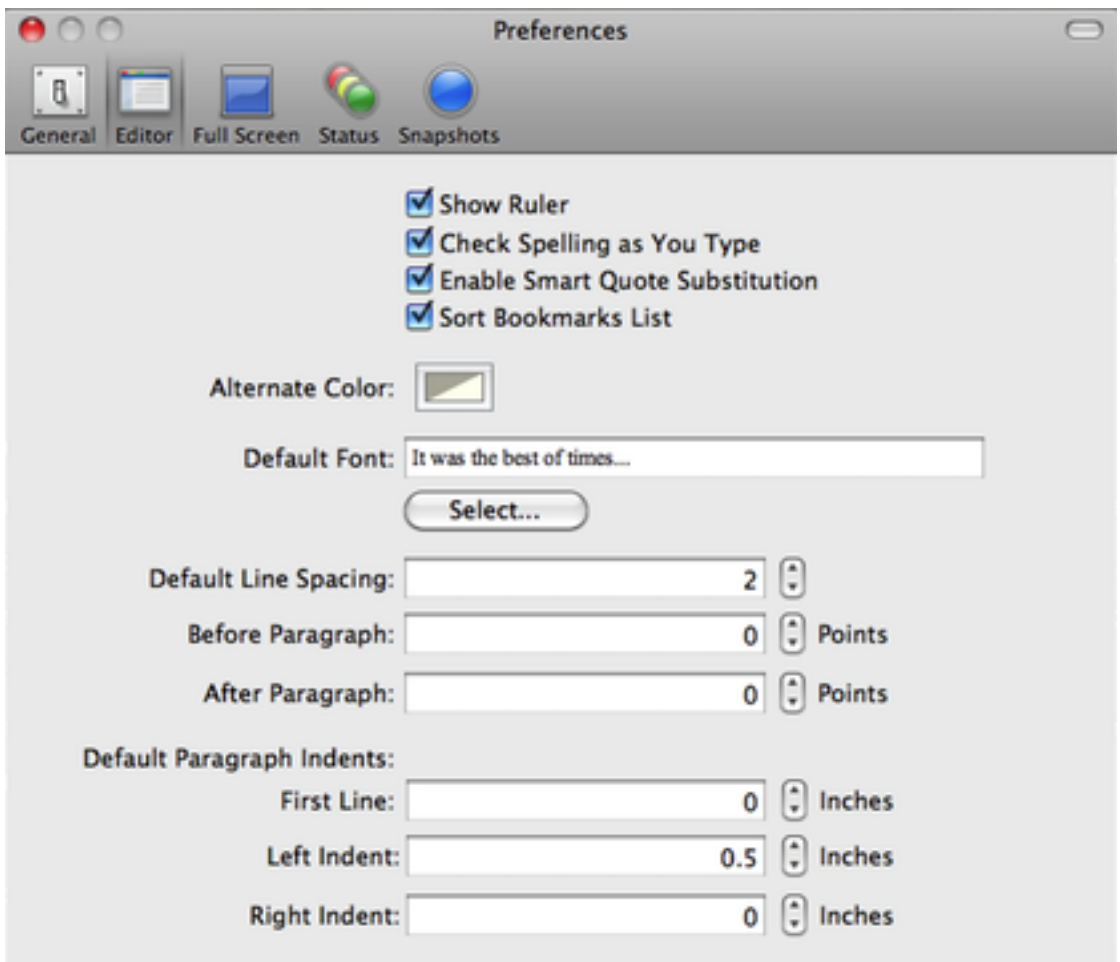 Preferences
General Editor Full Screen Status Snapshots
Show Ruler
Check Spelling as You Type
Enable Smart Quote Substitution
Sort Bookmarks List
Alternate Color:
Default Font: It was the best of times...
Select...
Default Line Spacing: 2
Before Paragraph: 0 Points
After Paragraph: 0 Points
Default Paragraph Indents:
First Line: 0 Inches
Left Indent: 0.5 Inches
Right Indent: 0 Inches